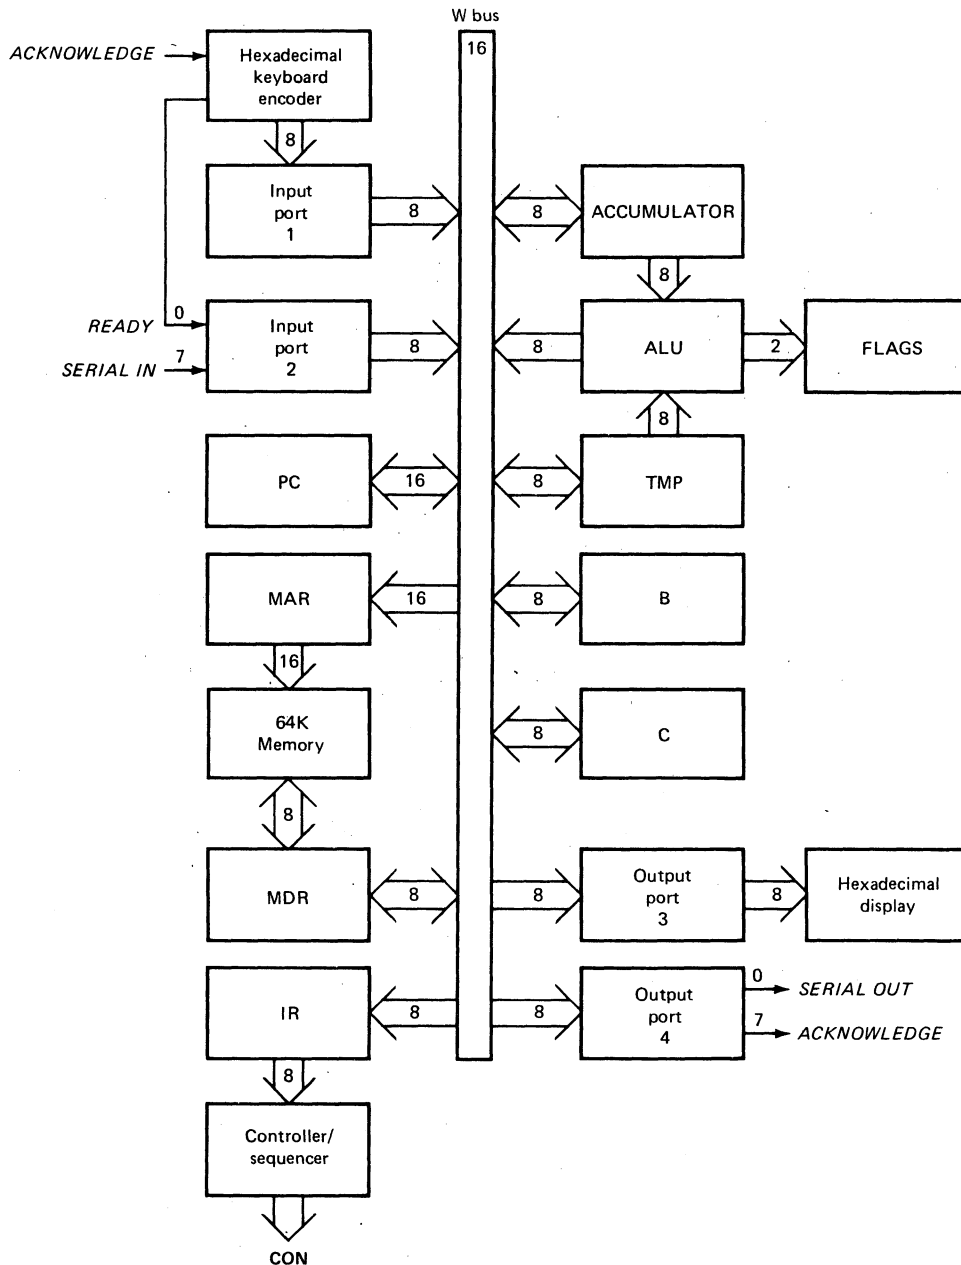 W bus
16
ACKNOWLEDGE
Hexadecimal
keyboard
encoder
8
Input
port
1
8
8
ACCUMULATOR
8
READY
0
SERIAL IN
7
Input
port
2
8
8
ALU
2
FLAGS
8
PC
16
8
TMP
MAR
16
8
B
16
64K
Memory
8
C
8
MDR
8
8
Output
port
3
8
Hexadecimal
display
IR
8
8
Output
port
4
0
SERIAL OUT
7
ACKNOWLEDGE
8
Controller/
sequencer
CON